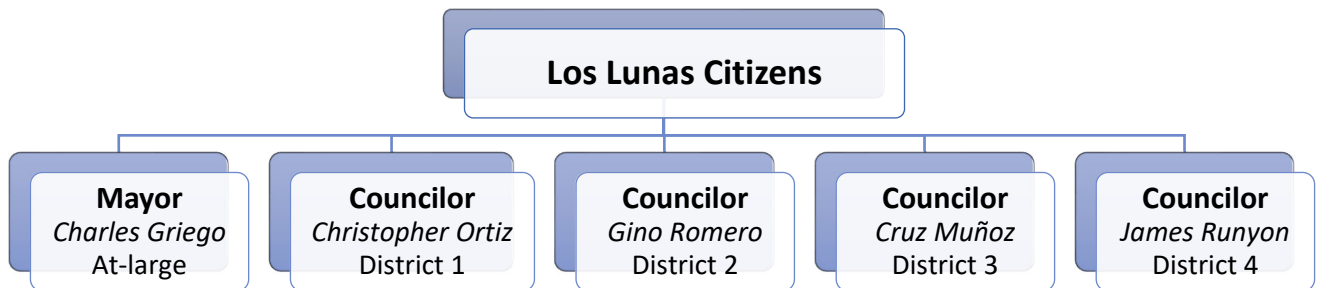 Los Lunas Citizens
Mayor
Charles Griego
At-large
Councilor
Christopher Ortiz
District 1
Councilor
Gino Romero
District 2
Councilor
Cruz Muñoz
District 3
Councilor
James Runyon
District 4